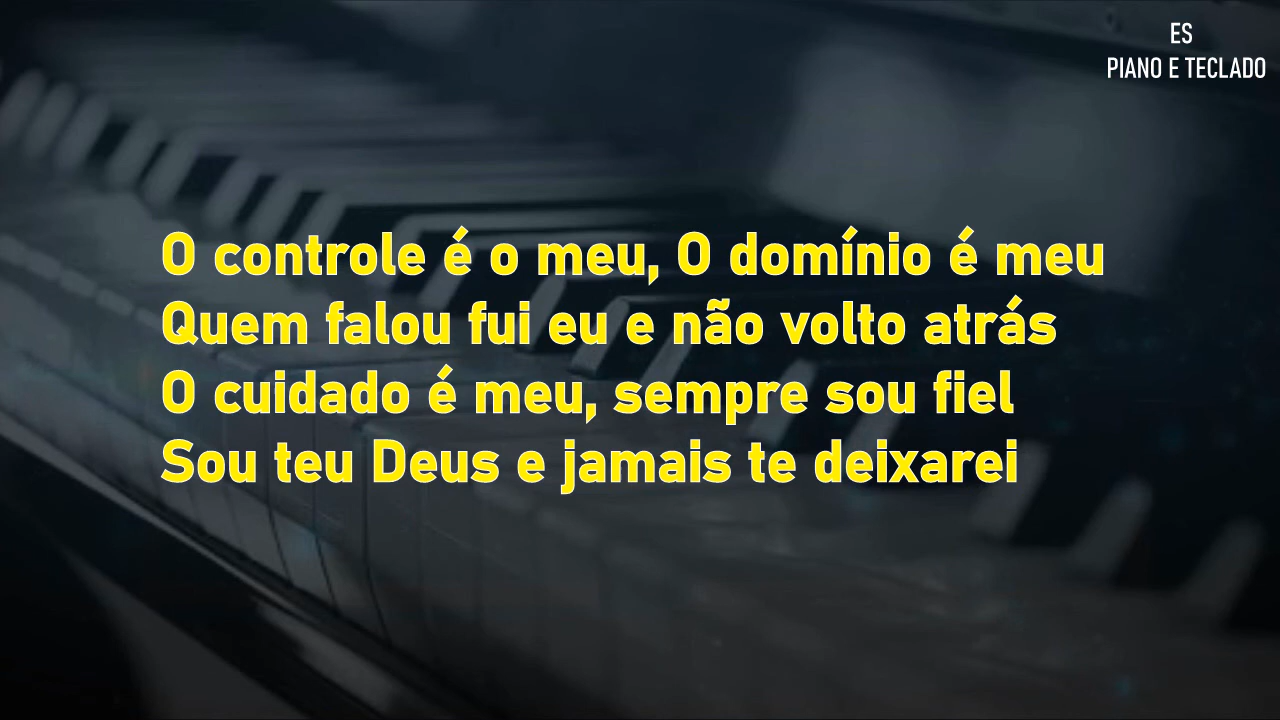 ES
PIANO E TECLADO
O controle é o meu, O domínio é meu
Quem falou fui eu e não volto atrás
O cuidado é meu, sempre sou fiel
Sou teu Deus e jamais te deixarei